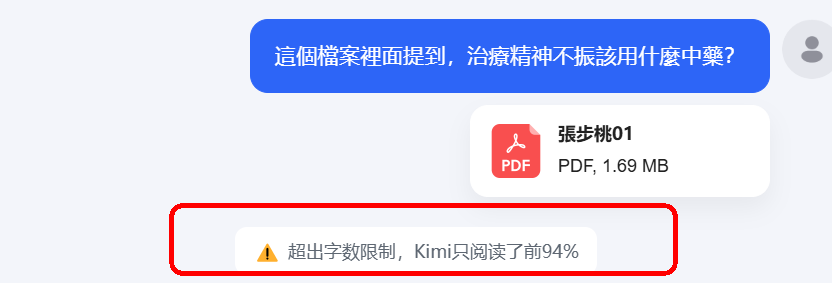 這個檔案裡面提到，治療精神不振該用什麼中藥？
張步桃01
PDF
PDF, 1.69 MB
超出字数限制，Kimi只阅读了前94%